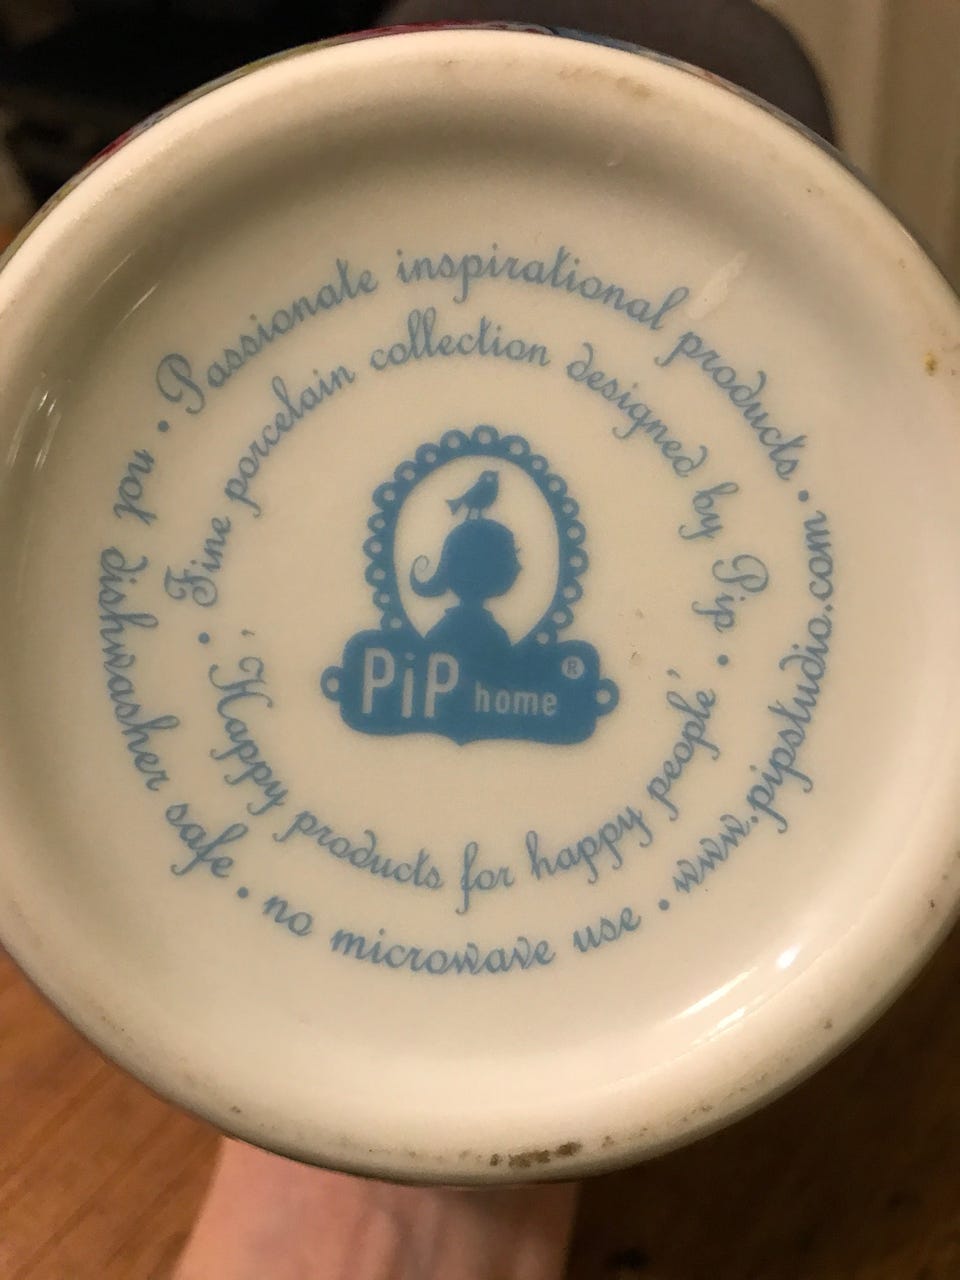 • Passionate inspirational products •
not dishwasher safe • no microwave use • www.pipstudio.com
• Fine porcelain collection designed by Pip •
'Happy products for happy people'
PiP home ®